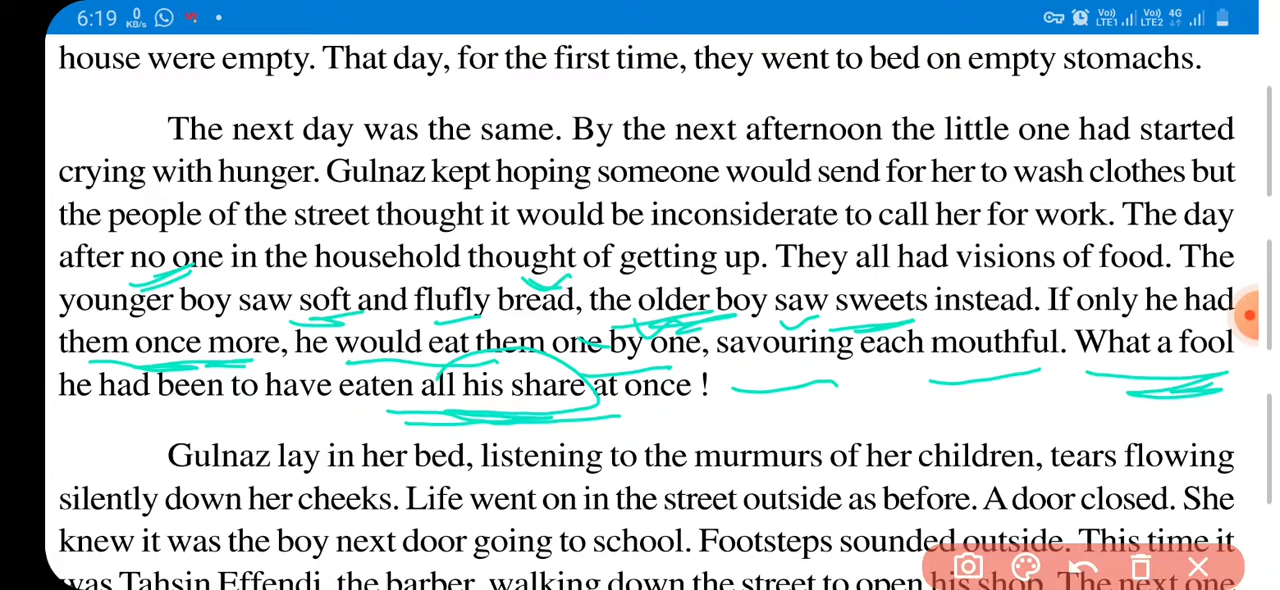 6:19 0 KB/s Vo) LTE1 Vo) LTE2 4G
house were empty. That day, for the first time, they went to bed on empty stomachs.
The next day was the same. By the next afternoon the little one had started
crying with hunger. Gulnaz kept hoping someone would send for her to wash clothes but
the people of the street thought it would be inconsiderate to call her for work. The day
after no one in the household thought of getting up. They all had visions of food. The
younger boy saw soft and flufly bread, the older boy saw sweets instead. If only he had
them once more, he would eat them one by one, savouring each mouthful. What a fool
he had been to have eaten all his share at once !
Gulnaz lay in her bed, listening to the murmurs of her children, tears flowing
silently down her cheeks. Life went on in the street outside as before. A door closed. She
knew it was the boy next door going to school. Footsteps sounded outside. This time it
was Tahsin Effendi, the barber, walking down the street to open his shop. The next one